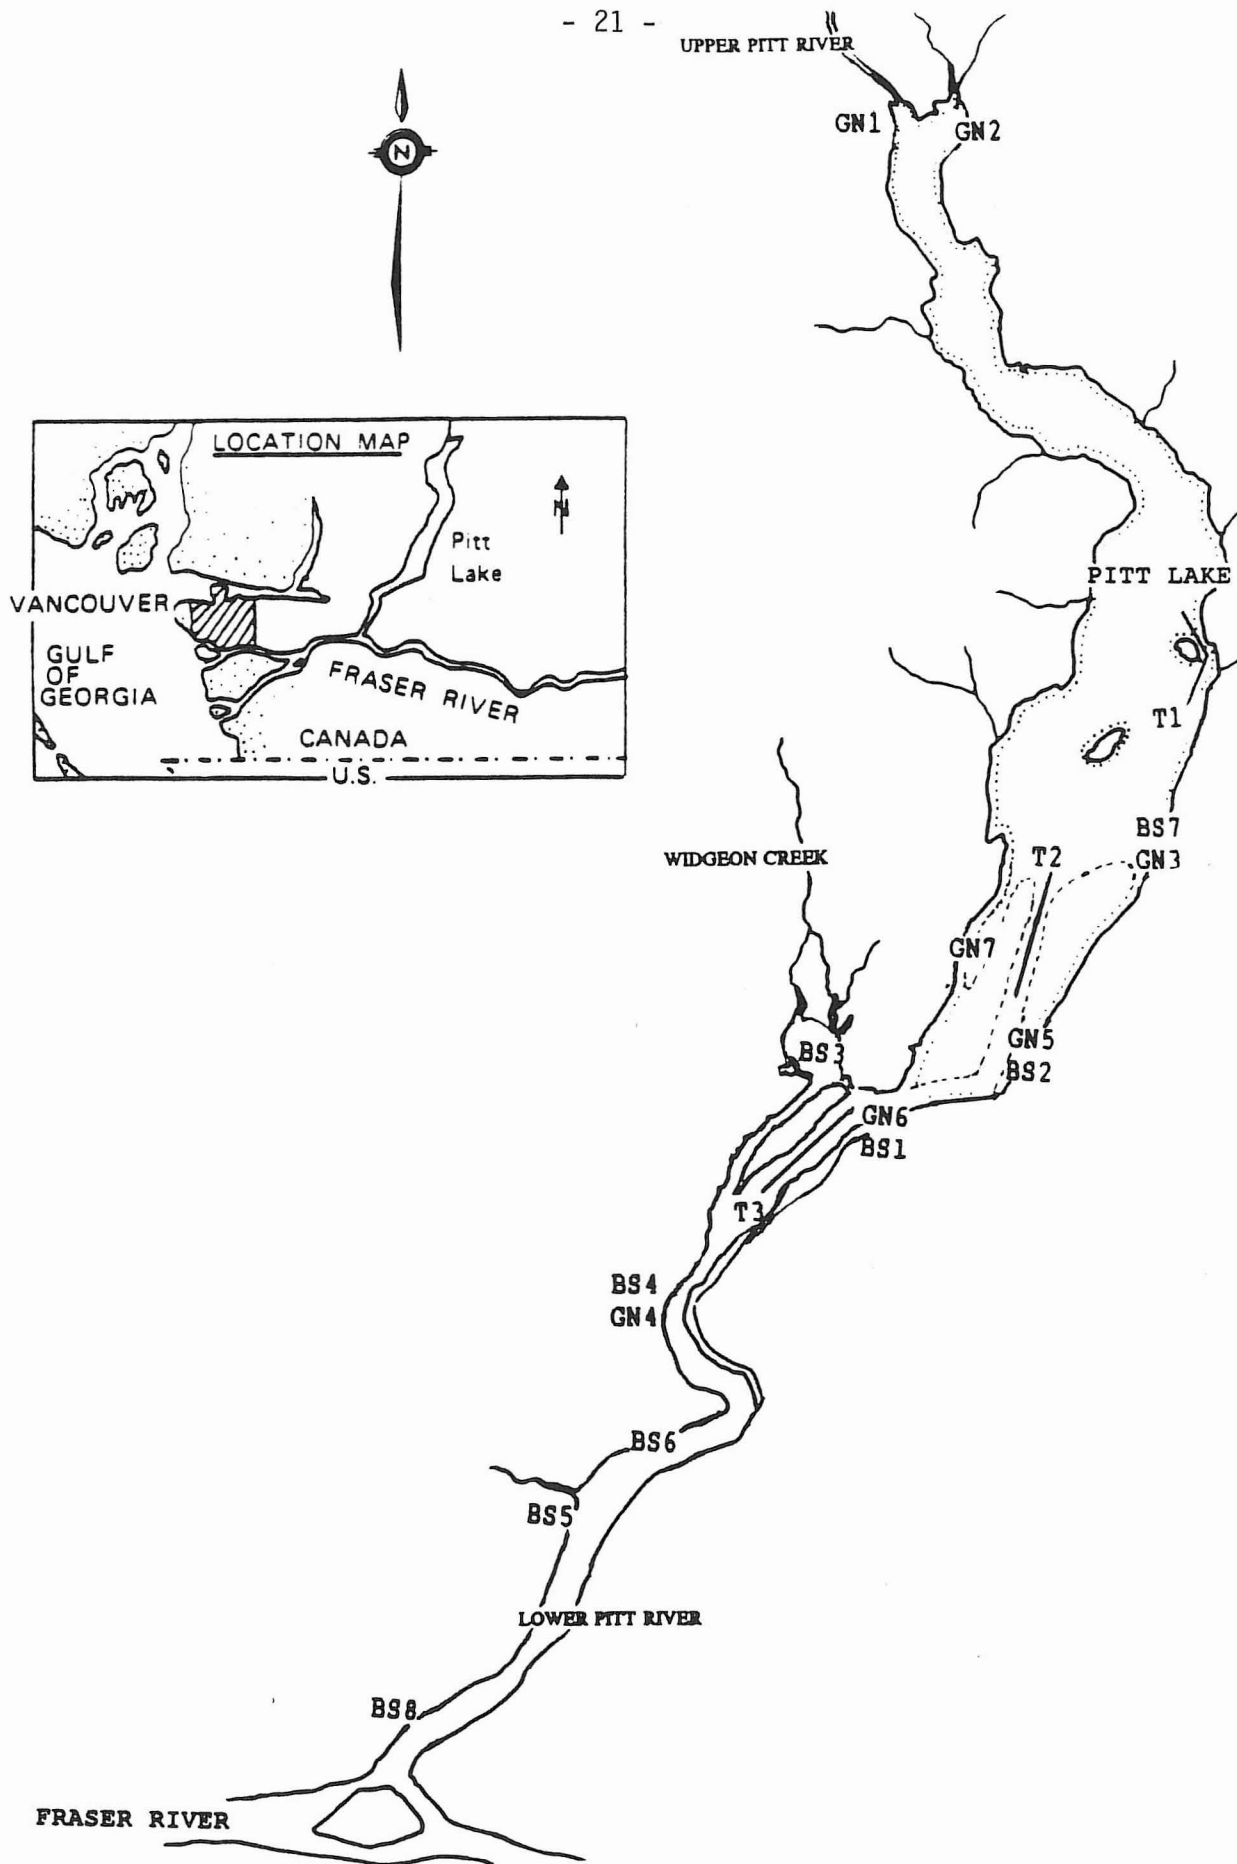 - 21 -
UPPER PITT RIVER
GN1
GN2
N
LOCATION MAP
N
Pitt
Lake
VANCOUVER
GULF
OF
GEORGIA
FRASER RIVER
CANADA
U.S.
PITT LAKE
T1
BS7
GN3
T2
WIDGEON CREEK
GN7
GN5
BS2
BS3
GN6
BS1
T3
BS4
GN4
BS6
BS5
LOWER PITT RIVER
BS8
FRASER RIVER